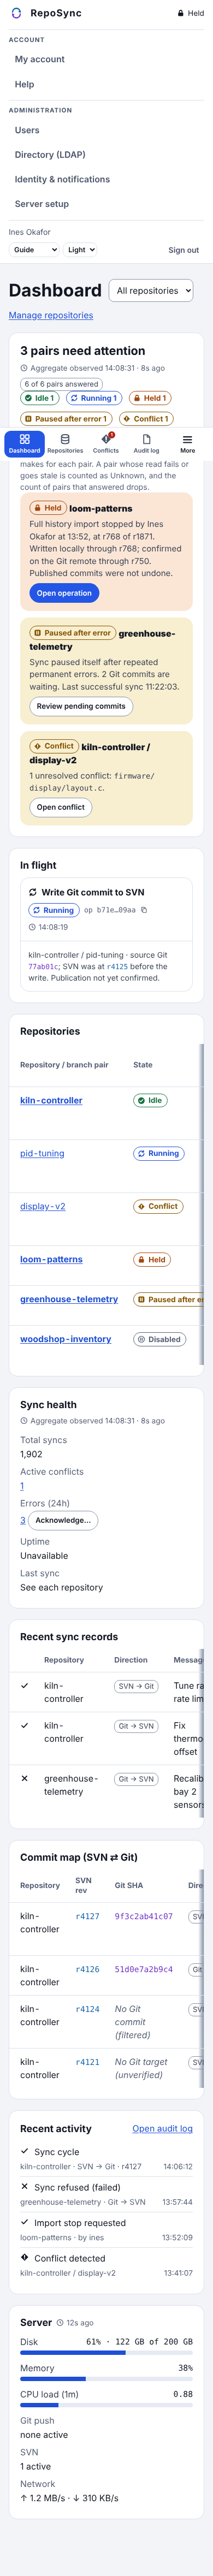 RepoSync
Held
ACCOUNT
My account
Help
ADMINISTRATION
Users
Directory (LDAP)
Identity & notifications
Server setup
Ines Okafor
Guide
Light
Sign out
Dashboard
All repositories
Manage repositories
3 pairs need attention
Aggregate observed 14:08:31 · 8s ago
6 of 6 pairs answered
Idle 1
Running 1
Held 1
Paused after error 1
Conflict 1
Dashboard
Repositories
Conflicts
Audit log
More
makes for each pair. A pair whose read fails or
goes stale is counted as Unknown, and the
count of pairs that answered drops.
Held loom-patterns
Full history import stopped by Ines
Okafor at 13:52, at r768 of r1871.
Written locally through r768; confirmed
on the Git remote through r750.
Published commits were not undone.
Open operation
Paused after error greenhouse-
telemetry
Sync paused itself after repeated
permanent errors. 2 Git commits are
waiting. Last successful sync 11:22:03.
Review pending commits
Conflict kiln-controller /
display-v2
1 unresolved conflict: firmware/
display/layout.c.
Open conflict
In flight
Write Git commit to SVN
Running op b71e…09aa
14:08:19
kiln-controller / pidtuning · source Git
77ab01c; SVN was at r4125 before the
write. Publication not yet confirmed.
Repositories
Repository / branch pair
State
kiln-controller
Idle
pid-tuning
Running
display-v2
Conflict
loom-patterns
Held
greenhouse-telemetry
Paused after er
woodshop-inventory
Disabled
Sync health
Aggregate observed 14:08:31 · 8s ago
Total syncs
1,902
Active conflicts
1
Errors (24h)
3 Acknowledge…
Uptime
Unavailable
Last sync
See each repository
Recent sync records
Repository
Direction
Message
kiln-
controller
SVN → Git
Tune ra
rate lim
kiln-
controller
Git → SVN
Fix
thermo
offset
greenhouse-
telemetry
Git → SVN
Recalib
bay 2
sensors
Commit map (SVN ⇄ Git)
Repository
SVN
rev
Git SHA
Dire
kiln-
controller
r4127
9f3c2ab41c07
SV
kiln-
controller
r4126
51d0e7a2b9c4
Git
kiln-
controller
r4124
No Git
commit
(filtered)
SV
kiln-
controller
r4121
No Git target
(unverified)
SV
Recent activity
Open audit log
Sync cycle
kiln-controller · SVN → Git · r4127
14:06:12
Sync refused (failed)
greenhouse-telemetry · Git → SVN
13:57:44
Import stop requested
loom-patterns · by ines
13:52:09
Conflict detected
kiln-controller / display-v2
13:41:07
Server
12s ago
Disk
61% · 122 GB of 200 GB
Memory
38%
CPU load (1m)
0.88
Git push
none active
SVN
1 active
Network
↑ 1.2 MB/s · ↓ 310 KB/s